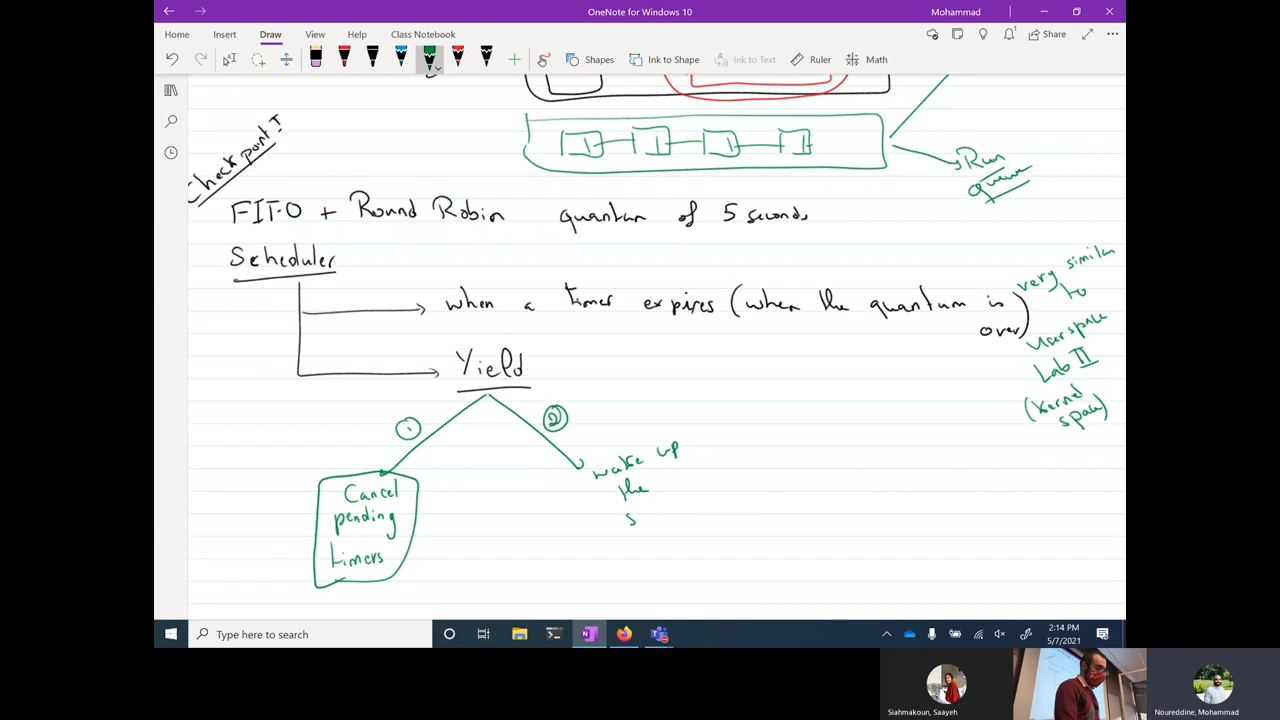 OneNote for Windows 10
Mohammad
Home Insert Draw View Help Class Notebook
Share
Shapes Ink to Shape Ink to Text Ruler Math
Checkpoint I
Run
queue
FIFO + Round Robin quantum of 5 seconds
Scheduler
when a timer expires (when the quantum is
over)
very similar
to
Userspace
Lab II
(kernel
space)
Yield
1
2
Cancel
pending
timers
wake up
the
s
Type here to search
2:14 PM
5/7/2021
Siahmakoun, Saayeh
Noureddine, Mohammad